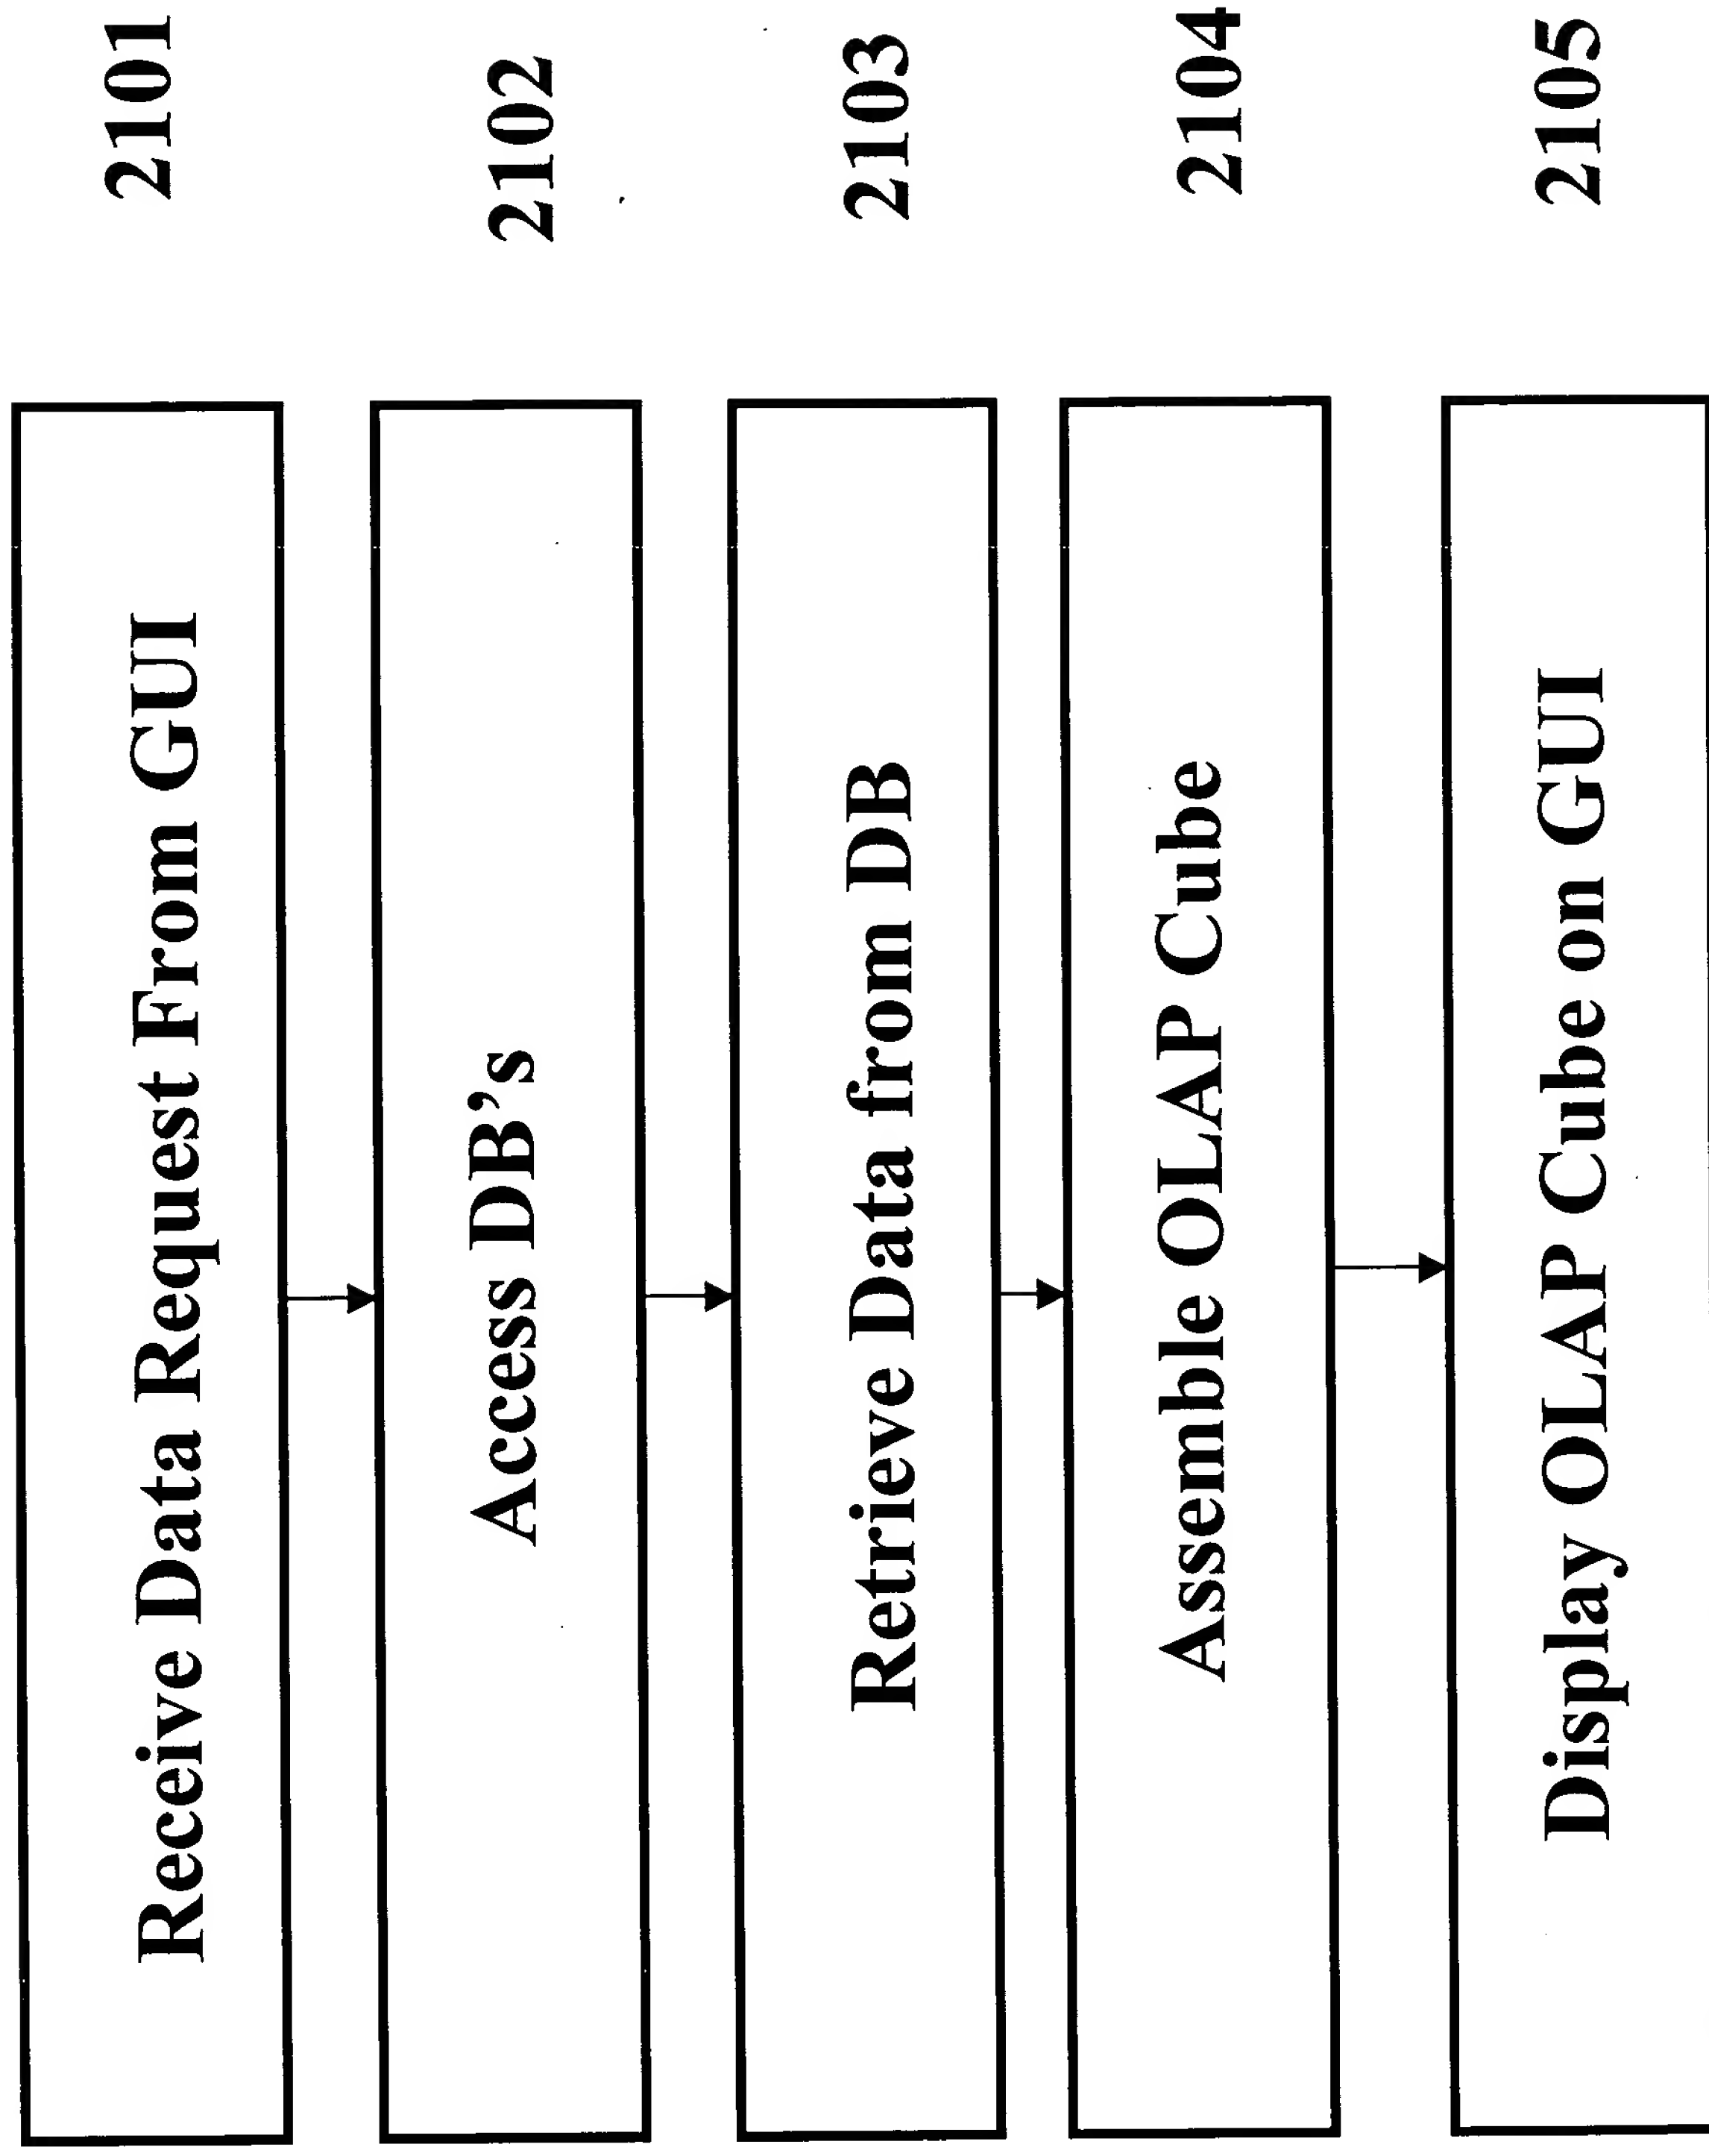 Receive Data Request From GUI
2101
Access DB's
2102
Retrieve Data from DB
2103
Assemble OLAP Cube
2104
Display OLAP Cube on GUI
2105